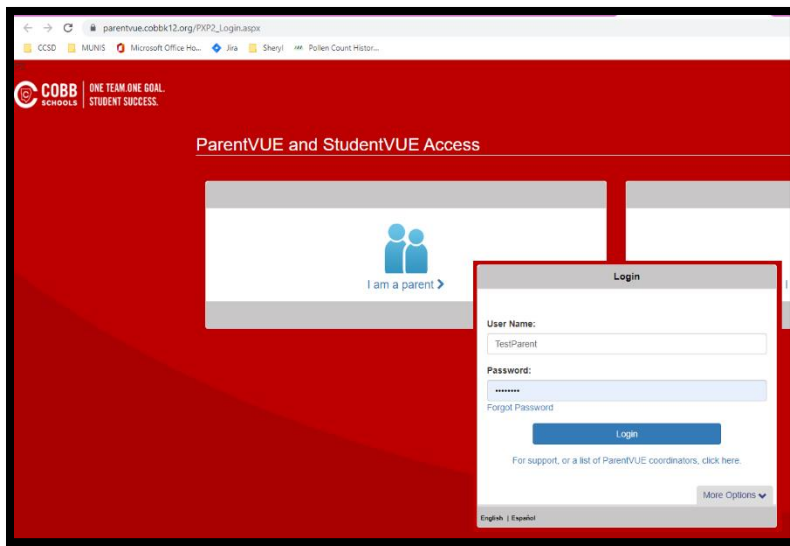 parentvue.cobbk12.org/PXP2_Login.aspx
CCSD MUNIS Microsoft Office Ho... Jira Sheryl Pollen Count Histor...
COBB SCHOOLS
ONE TEAM.ONE GOAL.
STUDENT SUCCESS.
ParentVUE and StudentVUE Access
I am a parent
I
Login
User Name:
TestParent
Password:
••••••••
Forgot Password
Login
For support, or a list of ParentVUE coordinators, click here.
More Options
English | Español